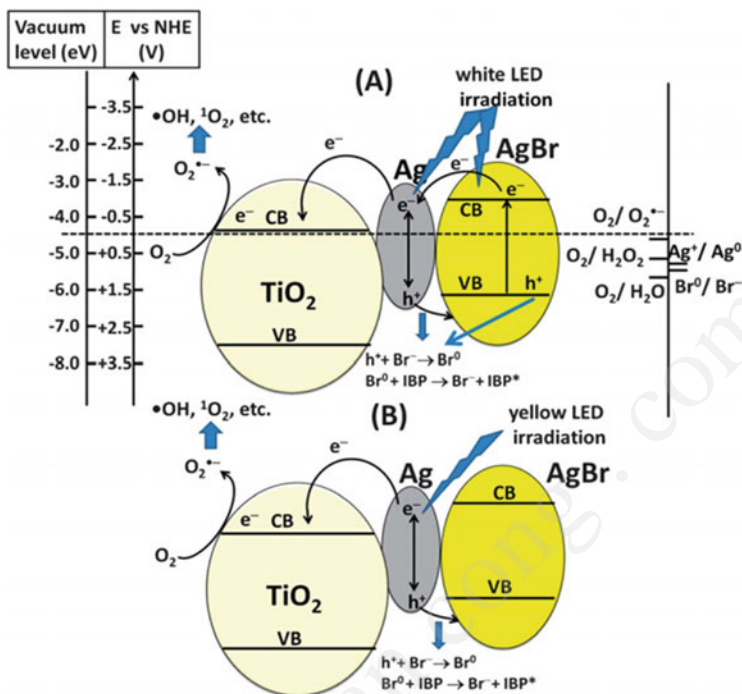 Vacuum level (eV)
E vs NHE (V)
-3.5
-2.5
-1.5
-0.5
+0.5
+1.5
+2.5
+3.5
-2.0
-3.0
-4.0
-5.0
-6.0
-7.0
-8.0
(A)
white LED
irradiation
•OH, ¹O₂, etc.
O₂•⁻
O₂
e⁻
e⁻ CB
TiO₂
VB
Ag
e⁻
h⁺
e⁻
AgBr
e⁻
CB
VB
h⁺
h⁺+ Br⁻→ Br⁰
Br⁰+ IBP → Br⁻+ IBP*
O₂/ O₂•⁻
O₂/ H₂O₂
Ag⁺/ Ag⁰
O₂/ H₂O
Br⁰/ Br⁻
(B)
yellow LED
irradiation
•OH, ¹O₂, etc.
O₂•⁻
O₂
e⁻
e⁻ CB
TiO₂
VB
Ag
e⁻
h⁺
AgBr
CB
VB
h⁺+ Br⁻→ Br⁰
Br⁰+ IBP → Br⁻+ IBP*